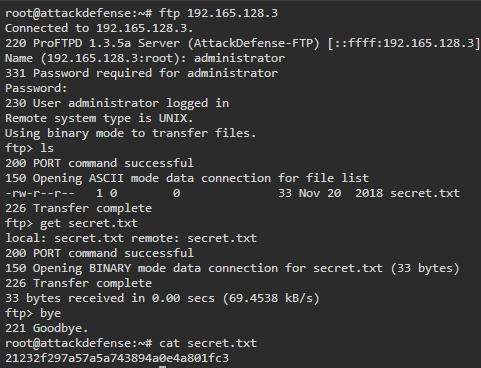 root@attackdefense:~# ftp 192.165.128.3
Connected to 192.165.128.3.
220 ProFTPD 1.3.5a Server (AttackDefense-FTP) [::ffff:192.165.128.3]
Name (192.165.128.3:root): administrator
331 Password required for administrator
Password:
230 User administrator logged in
Remote system type is UNIX.
Using binary mode to transfer files.
ftp> ls
200 PORT command successful
150 Opening ASCII mode data connection for file list
-rw-r--r-- 1 0 0 33 Nov 20 2018 secret.txt
226 Transfer complete
ftp> get secret.txt
local: secret.txt remote: secret.txt
200 PORT command successful
150 Opening BINARY mode data connection for secret.txt (33 bytes)
226 Transfer complete
33 bytes received in 0.00 secs (69.4538 kB/s)
ftp> bye
221 Goodbye.
root@attackdefense:~# cat secret.txt
21232f297a57a5a743894a0e4a801fc3